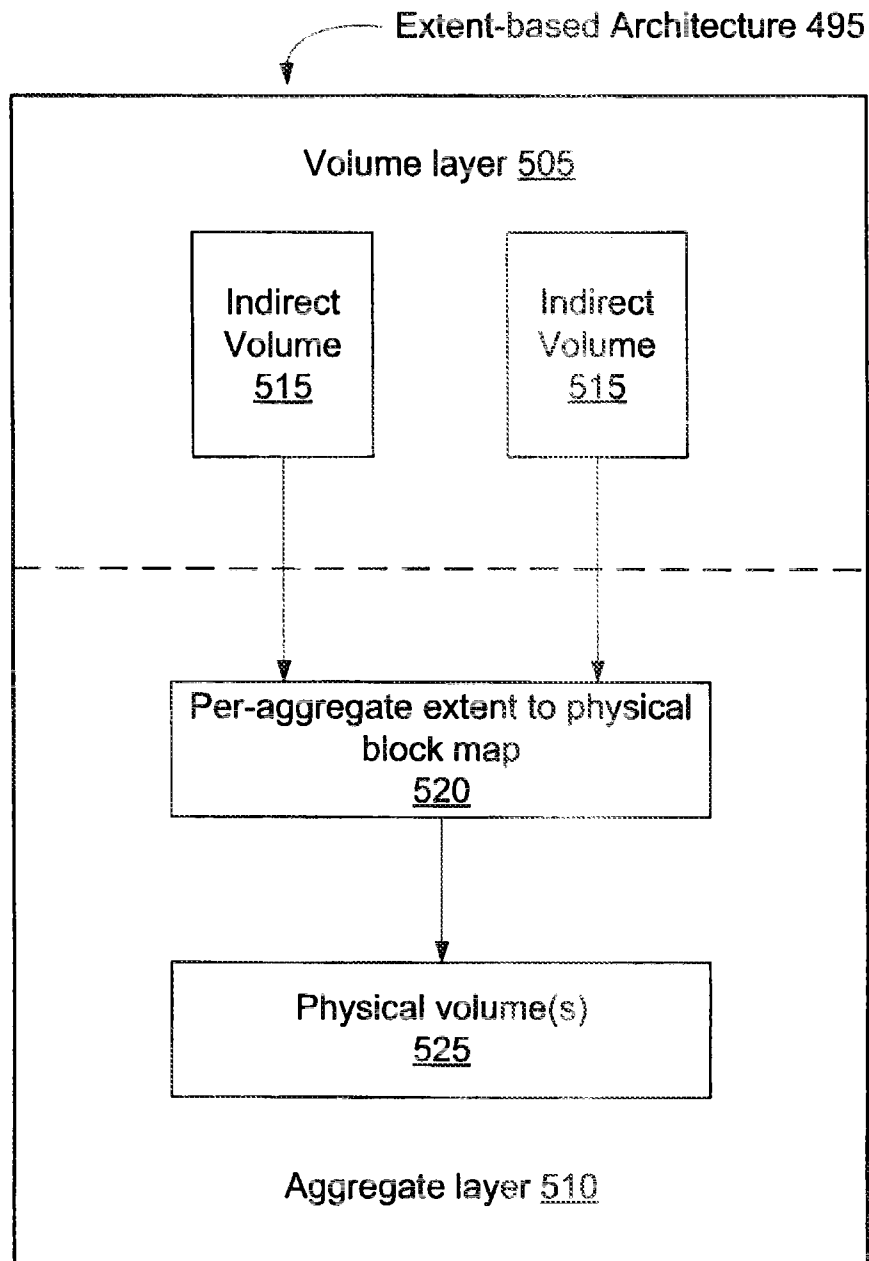 Extent-based Architecture 495
Volume layer 505
Indirect
Volume
515
Indirect
Volume
515
Per-aggregate extent to physical
block map
520
Physical volume(s)
525
Aggregate layer 510